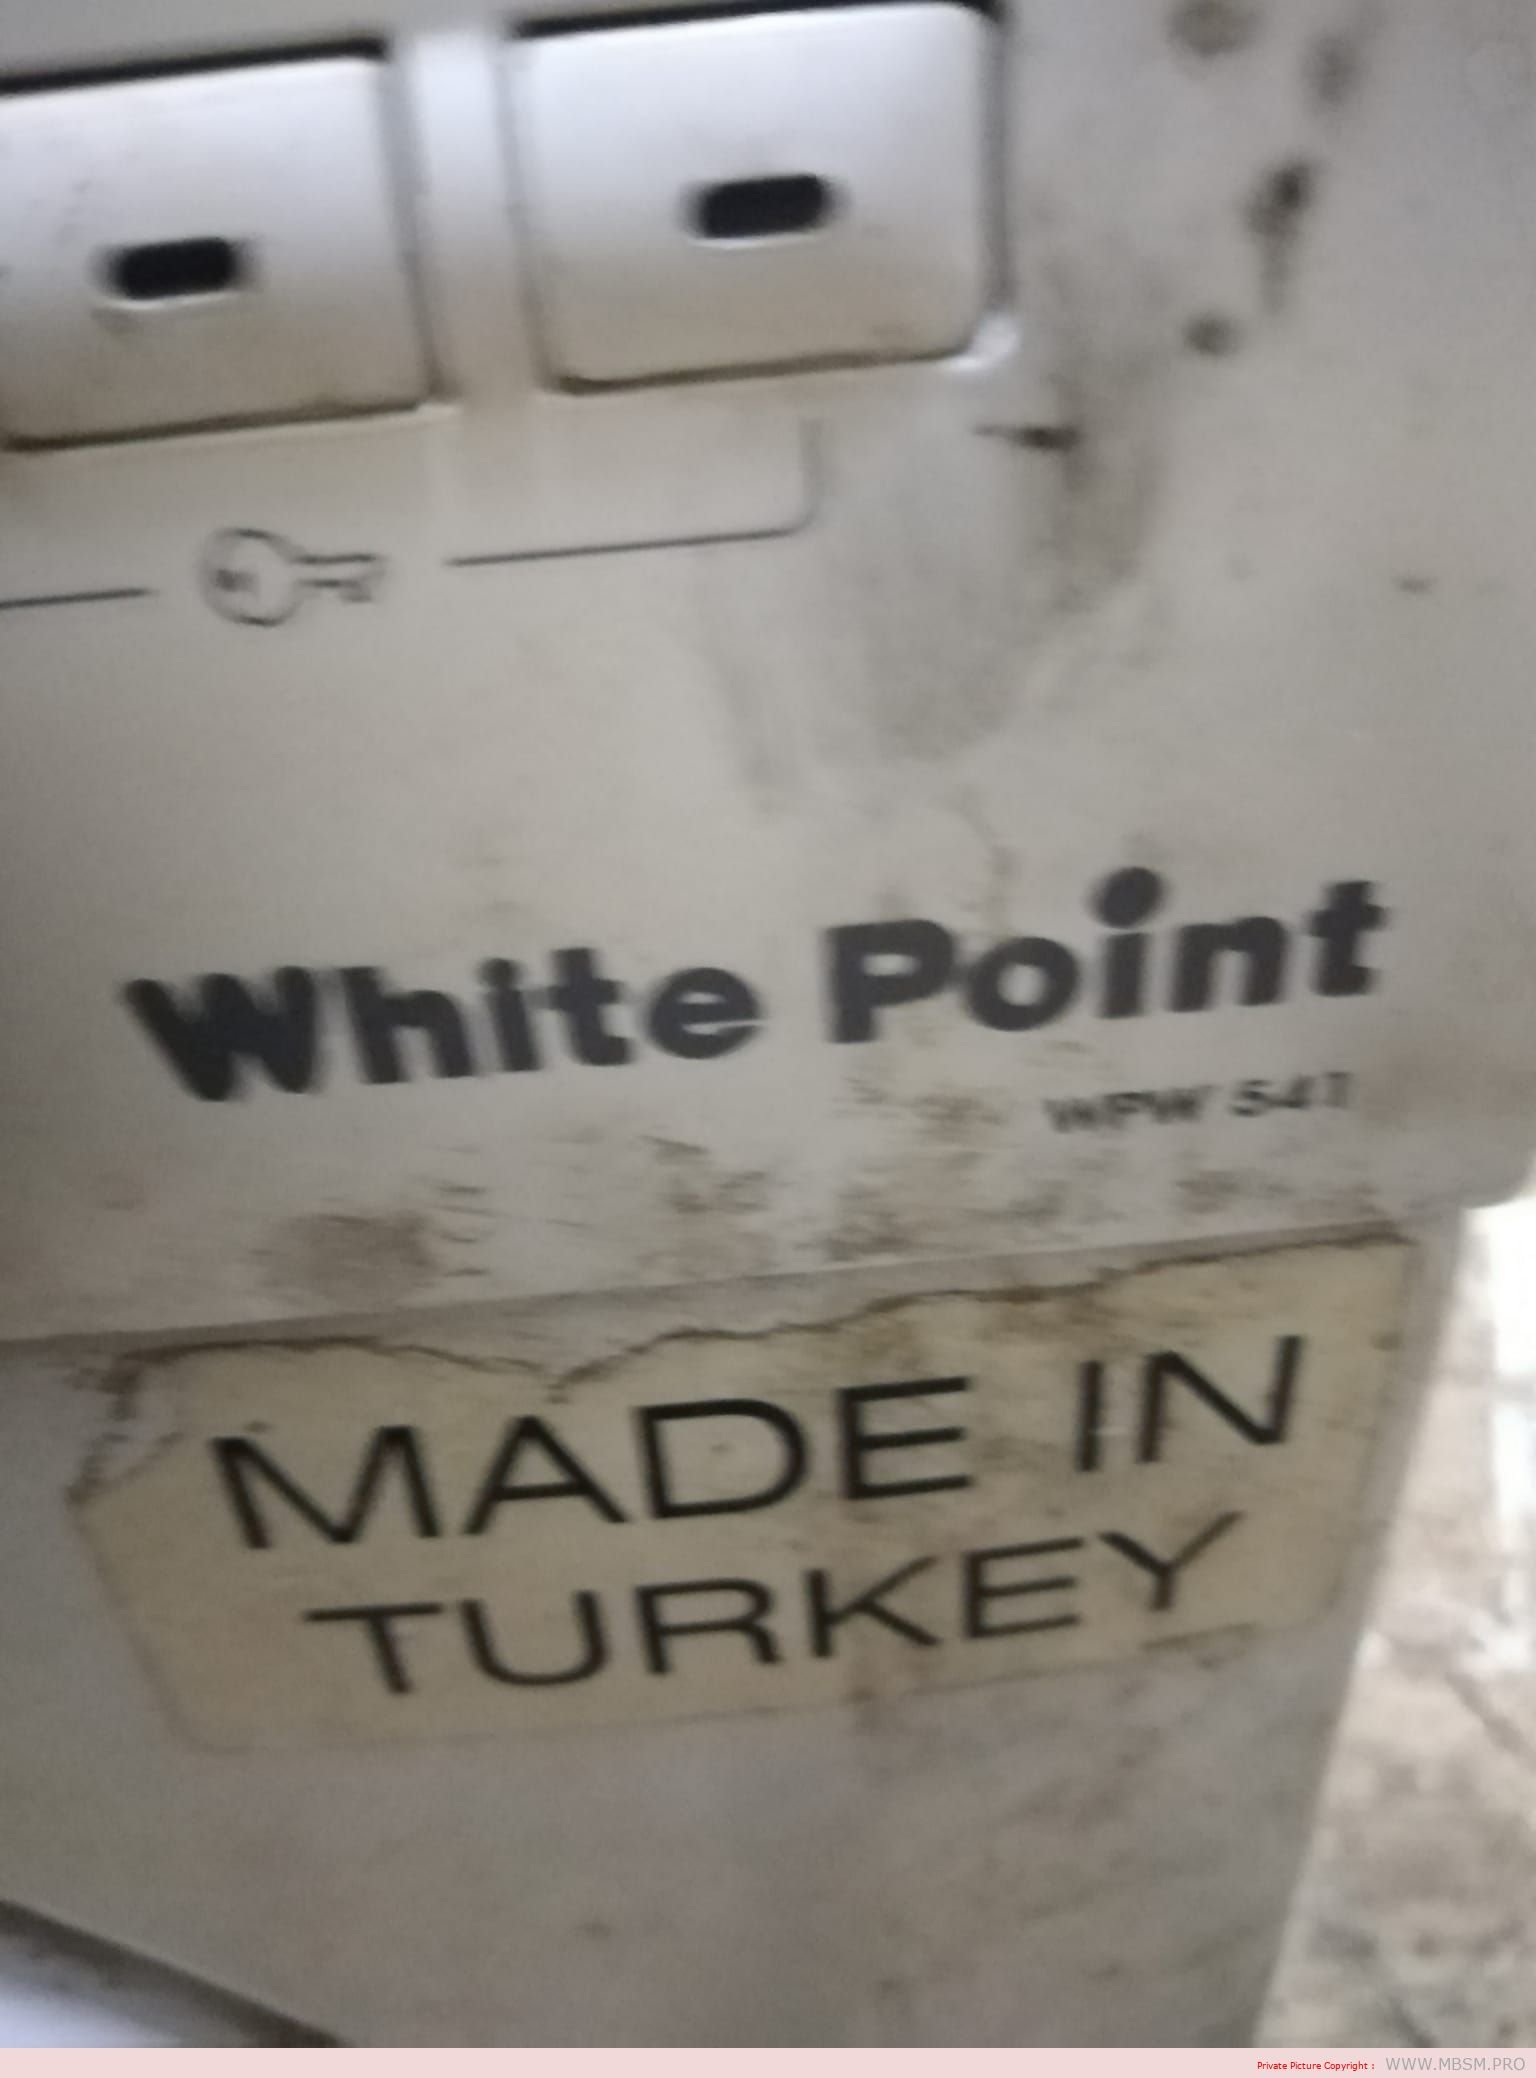 White Point
WPW 541
MADE IN
TURKEY
Private Picture Copyright : WWW.MBSM.PRO